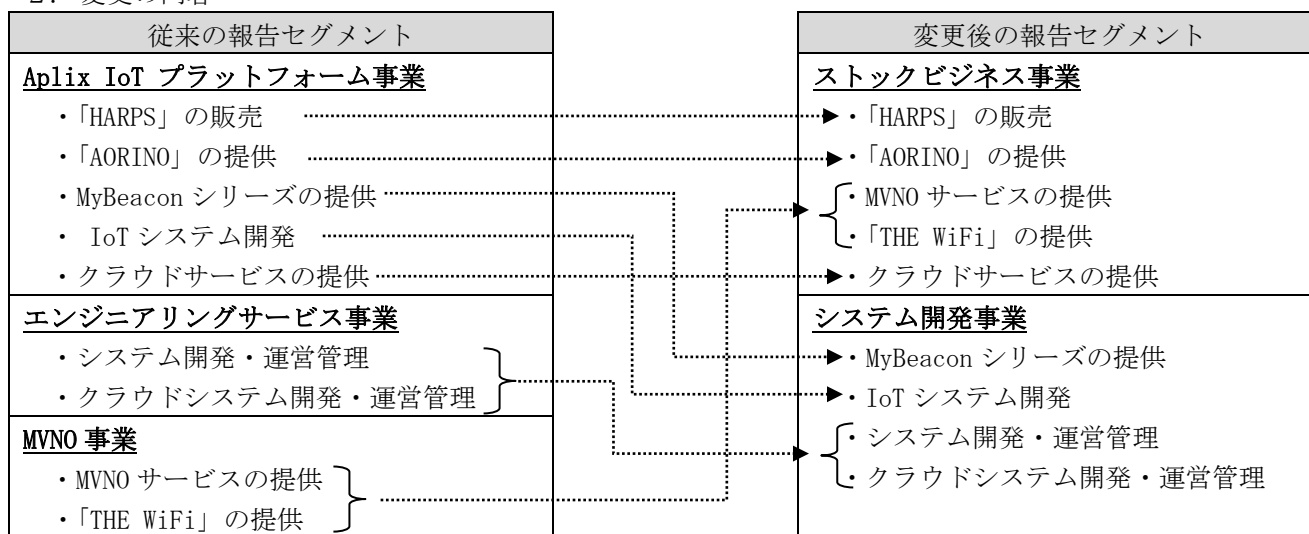 従来の報告セグメント
Aplix IoT プラットフォーム事業
・「HARPS」の販売
・「AORINO」の提供
・MyBeacon シリーズの提供
・ IoT システム開発
・クラウドサービスの提供
エンジニアリングサービス事業
・システム開発・運営管理
・クラウドシステム開発・運営管理
MVNO 事業
・MVNO サービスの提供
・「THE WiFi」の提供
変更後の報告セグメント
ストックビジネス事業
・「HARPS」の販売
・「AORINO」の提供
・MVNO サービスの提供
・「THE WiFi」の提供
・クラウドサービスの提供
システム開発事業
・MyBeacon シリーズの提供
・IoT システム開発
・システム開発・運営管理
・クラウドシステム開発・運営管理